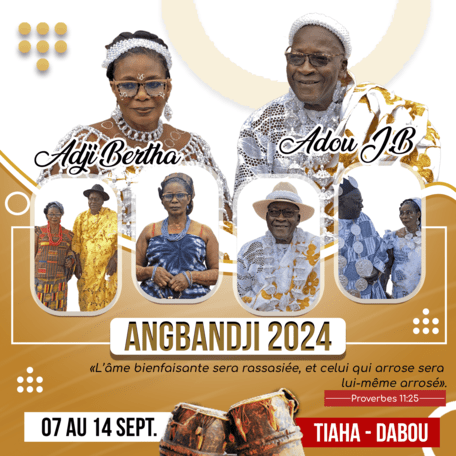 Adji Bertha
Adou J.B
ANGBANDJI 2024
«L'âme bienfaisante sera rassasiée, et celui qui arrose sera
lui-même arrosé».
Proverbes 11:25
07 AU 14 SEPT.
TIAHA - DABOU